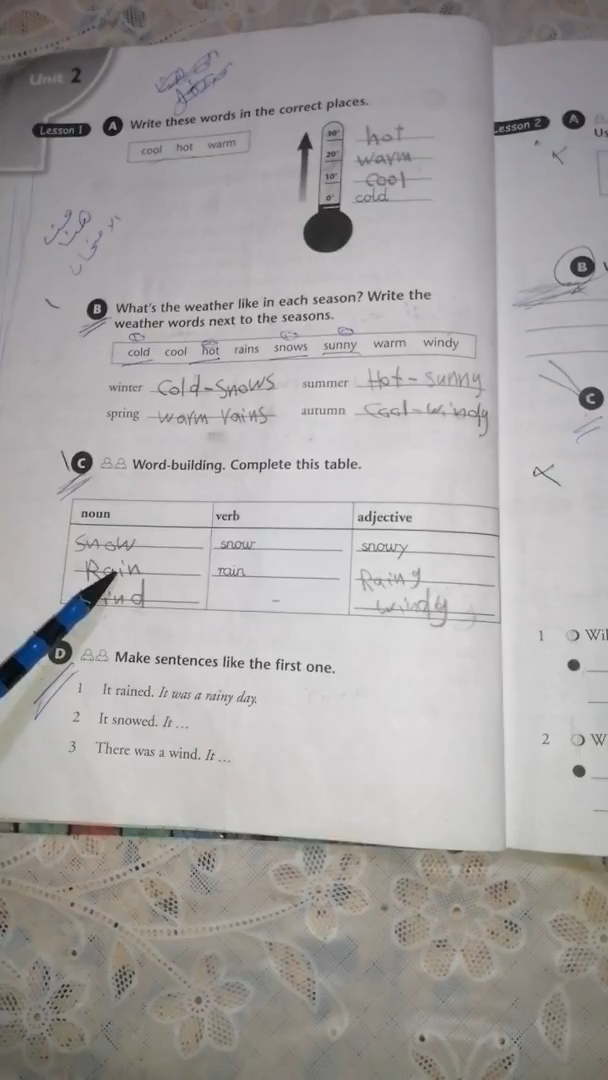 Unit 2
Lesson 1 A Write these words in the correct places.
cool hot warm
30° hot
20° warm
10° cool
0° cold
B What's the weather like in each season? Write the
weather words next to the seasons.
cold cool hot rains snows sunny warm windy
winter Cold-Snows summer Hot-sunny
spring warm rains autumn Cool-windy
C Word-building. Complete this table.
noun verb adjective
Snow snow snowy
Rain rain Rainy
wind – windy
D Make sentences like the first one.
1 It rained. It was a rainy day.
2 It snowed. It ...
3 There was a wind. It ...
Lesson 2 A
Us
B
C
1 Wil
2 W